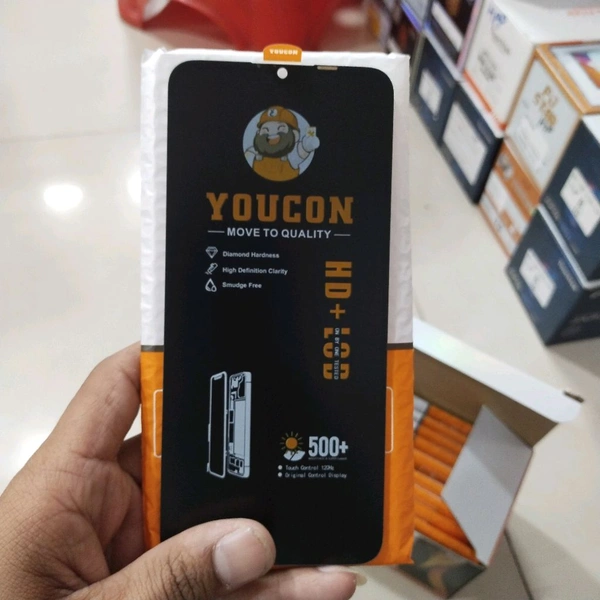 YOUCON
YOUCON
MOVE TO QUALITY
Diamond Hardness
High Definition Clarity
Smudge Free
HD+LCD
500+
Touch Control 120Hz
Original Control Display